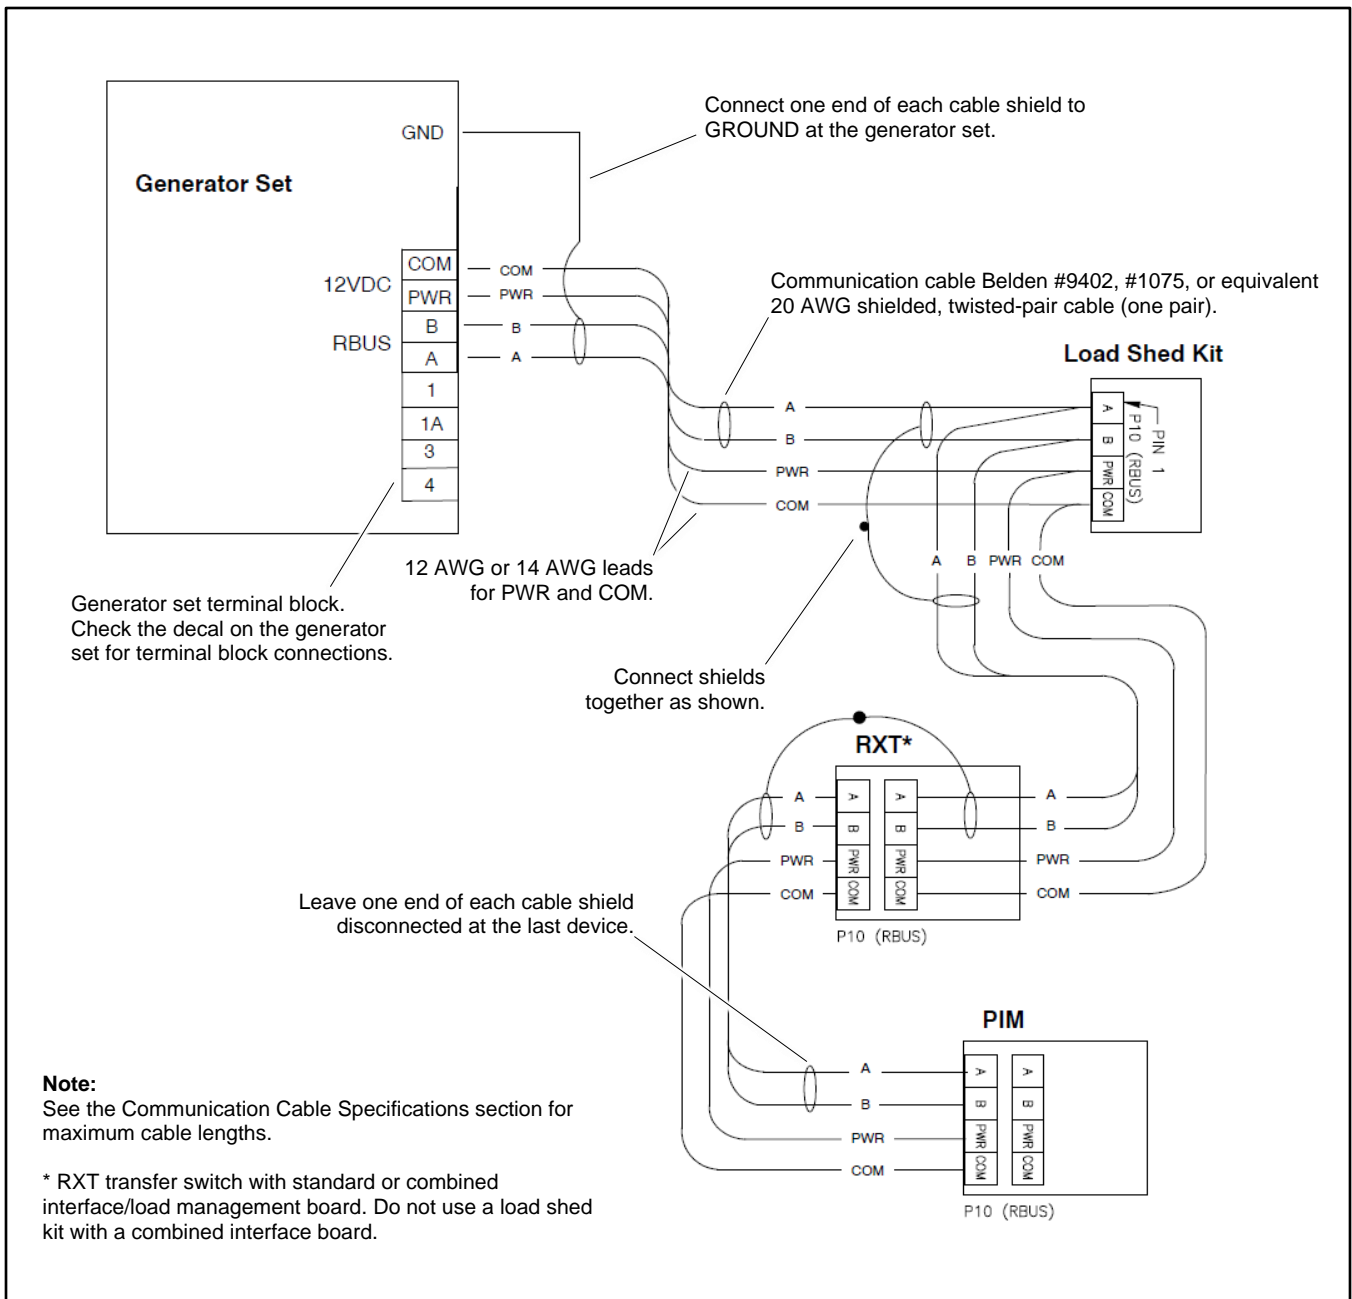 Connect one end of each cable shield to
GROUND at the generator set.
GND
Generator Set
12VDC
RBUS
COM
PWR
B
A
1
1A
3
4
COM
PWR
B
A
Communication cable Belden #9402, #1075, or equivalent
20 AWG shielded, twisted-pair cable (one pair).
Load Shed Kit
A
B
PWR
COM
A
B
PWR
COM
P10 (RBUS)
PIN 1
A B PWR COM
12 AWG or 14 AWG leads
for PWR and COM.
Generator set terminal block.
Check the decal on the generator
set for terminal block connections.
Connect shields
together as shown.
RXT*
A
B
PWR
COM
A
B
PWR
COM
A
B
PWR
COM
A
B
PWR
COM
P10 (RBUS)
Leave one end of each cable shield
disconnected at the last device.
PIM
A
B
PWR
COM
A
B
PWR
COM
A
B
PWR
COM
P10 (RBUS)
Note:
See the Communication Cable Specifications section for
maximum cable lengths.
* RXT transfer switch with standard or combined
interface/load management board. Do not use a load shed
kit with a combined interface board.